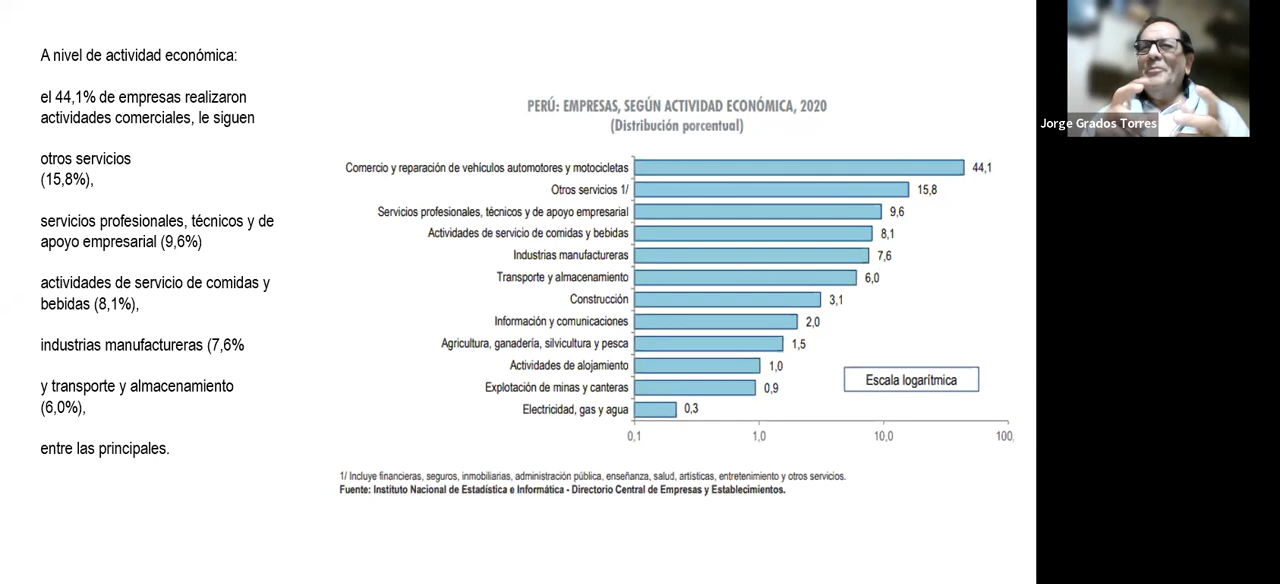 A nivel de actividad económica:
el 44,1% de empresas realizaron
actividades comerciales, le siguen
otros servicios
(15,8%),
servicios profesionales, técnicos y de
apoyo empresarial (9,6%)
actividades de servicio de comidas y
bebidas (8,1%),
industrias manufactureras (7,6%
y transporte y almacenamiento
(6,0%),
entre las principales.
PERÚ: EMPRESAS, SEGÚN ACTIVIDAD ECONÓMICA, 2020
(Distribución porcentual)
Comercio y reparación de vehículos automotores y motocicletas 44,1
Otros servicios 1/ 15,8
Servicios profesionales, técnicos y de apoyo empresarial 9,6
Actividades de servicio de comidas y bebidas 8,1
Industrias manufactureras 7,6
Transporte y almacenamiento 6,0
Construcción 3,1
Información y comunicaciones 2,0
Agricultura, ganadería, silvicultura y pesca 1,5
Actividades de alojamiento 1,0
Explotación de minas y canteras 0,9
Electricidad, gas y agua 0,3
Escala logarítmica
0,1 1,0 10,0 100,
1/ Incluye financieras, seguros, inmobiliarias, administración pública, enseñanza, salud, artísticas, entretenimiento y otros servicios.
Fuente: Instituto Nacional de Estadística e Informática - Directorio Central de Empresas y Establecimientos.
Jorge Grados Torres